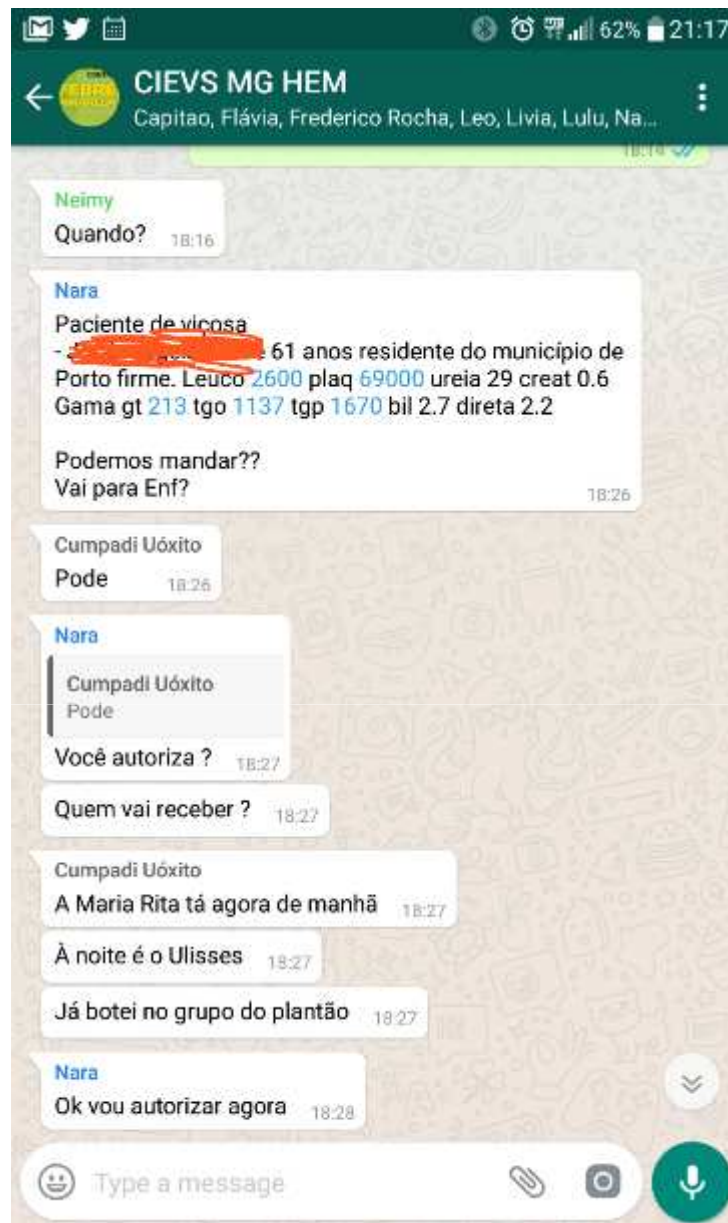 62% 21:17
CIEVS MG HEM
Capitao, Flávia, Frederico Rocha, Leo, Livia, Lulu, Na...
18:14
Neimy
Quando? 18:16
Nara
Paciente de viçosa
- 61 anos residente do município de
Porto firme. Leuco 2600 plaq 69000 ureia 29 creat 0.6
Gama gt 213 tgo 1137 tgp 1670 bil 2.7 direta 2.2
Podemos mandar??
Vai para Enf? 18:26
Cumpadi Uóxito
Pode 18:26
Nara
Cumpadi Uóxito
Pode
Você autoriza ? 18:27
Quem vai receber ? 18:27
Cumpadi Uóxito
A Maria Rita tá agora de manhã 18:27
À noite é o Ulisses 18:27
Já botei no grupo do plantão 18:27
Nara
Ok vou autorizar agora 18:28
Type a message